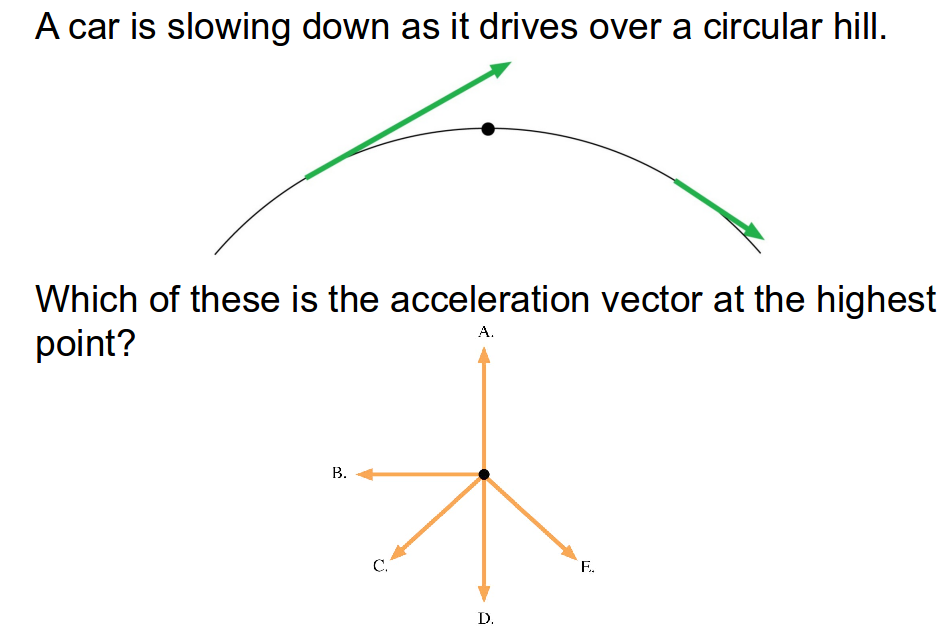 A car is slowing down as it drives over a circular hill.
Which of these is the acceleration vector at the highest
point?
A.
B.
C.
E.
D.